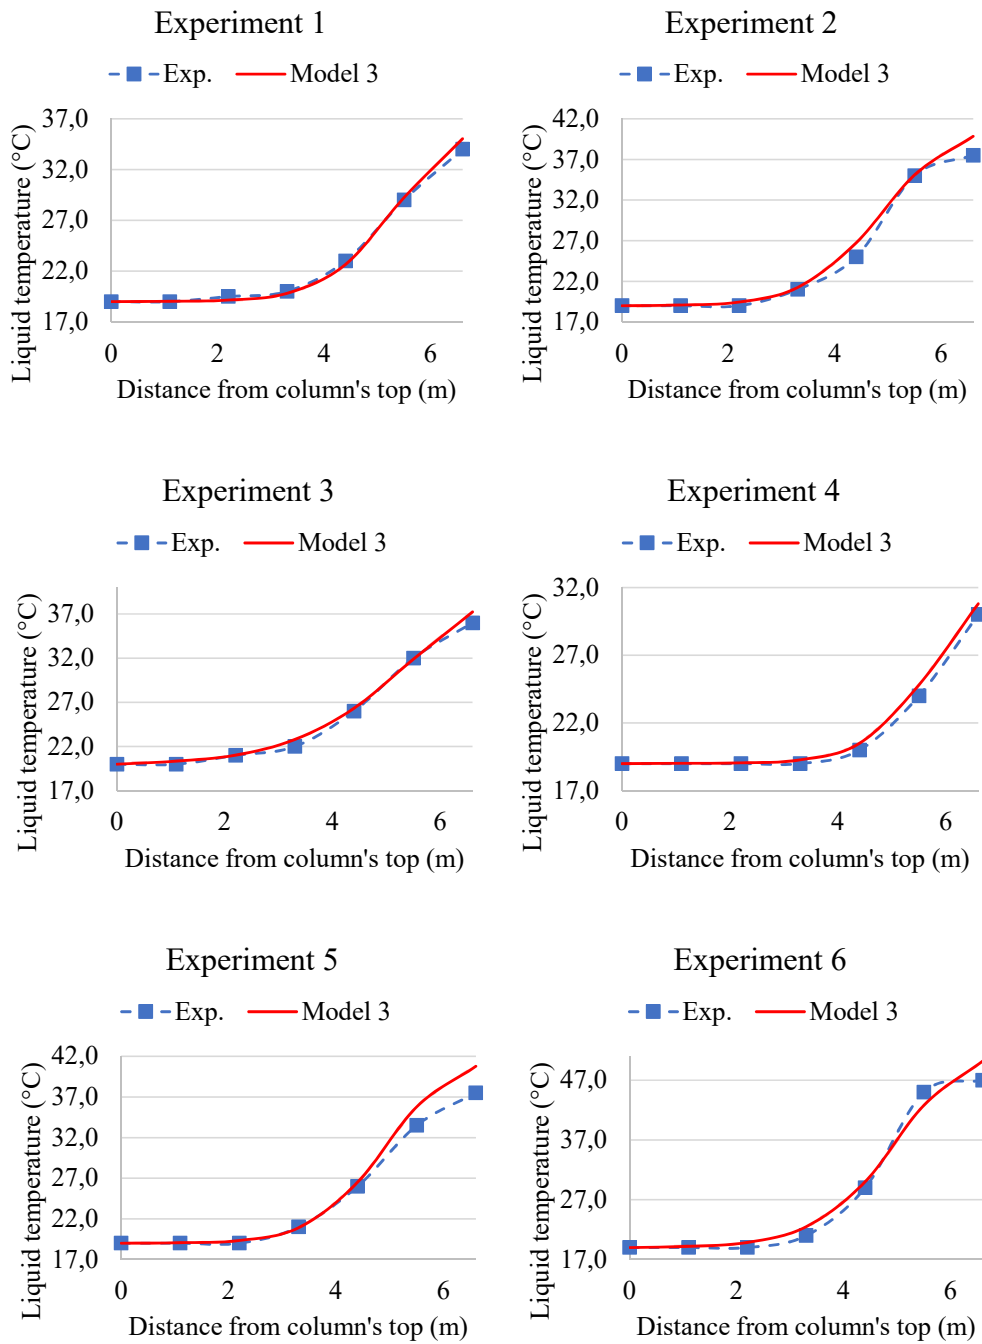 Experiment 1
Exp. Model 3
Liquid temperature (°C)
37,0
32,0
27,0
22,0
17,0
0 2 4 6
Distance from column's top (m)
Experiment 2
Exp. Model 3
Liquid temperature (°C)
42,0
37,0
32,0
27,0
22,0
17,0
0 2 4 6
Distance from column's top (m)
Experiment 3
Exp. Model 3
Liquid temperature (°C)
37,0
32,0
27,0
22,0
17,0
0 2 4 6
Distance from column's top (m)
Experiment 4
Exp. Model 3
Liquid temperature (°C)
32,0
27,0
22,0
17,0
0 2 4 6
Distance from column's top (m)
Experiment 5
Exp. Model 3
Liquid temperature (°C)
42,0
37,0
32,0
27,0
22,0
17,0
0 2 4 6
Distance from column's top (m)
Experiment 6
Exp. Model 3
Liquid temperature (°C)
47,0
37,0
27,0
17,0
0 2 4 6
Distance from column's top (m)